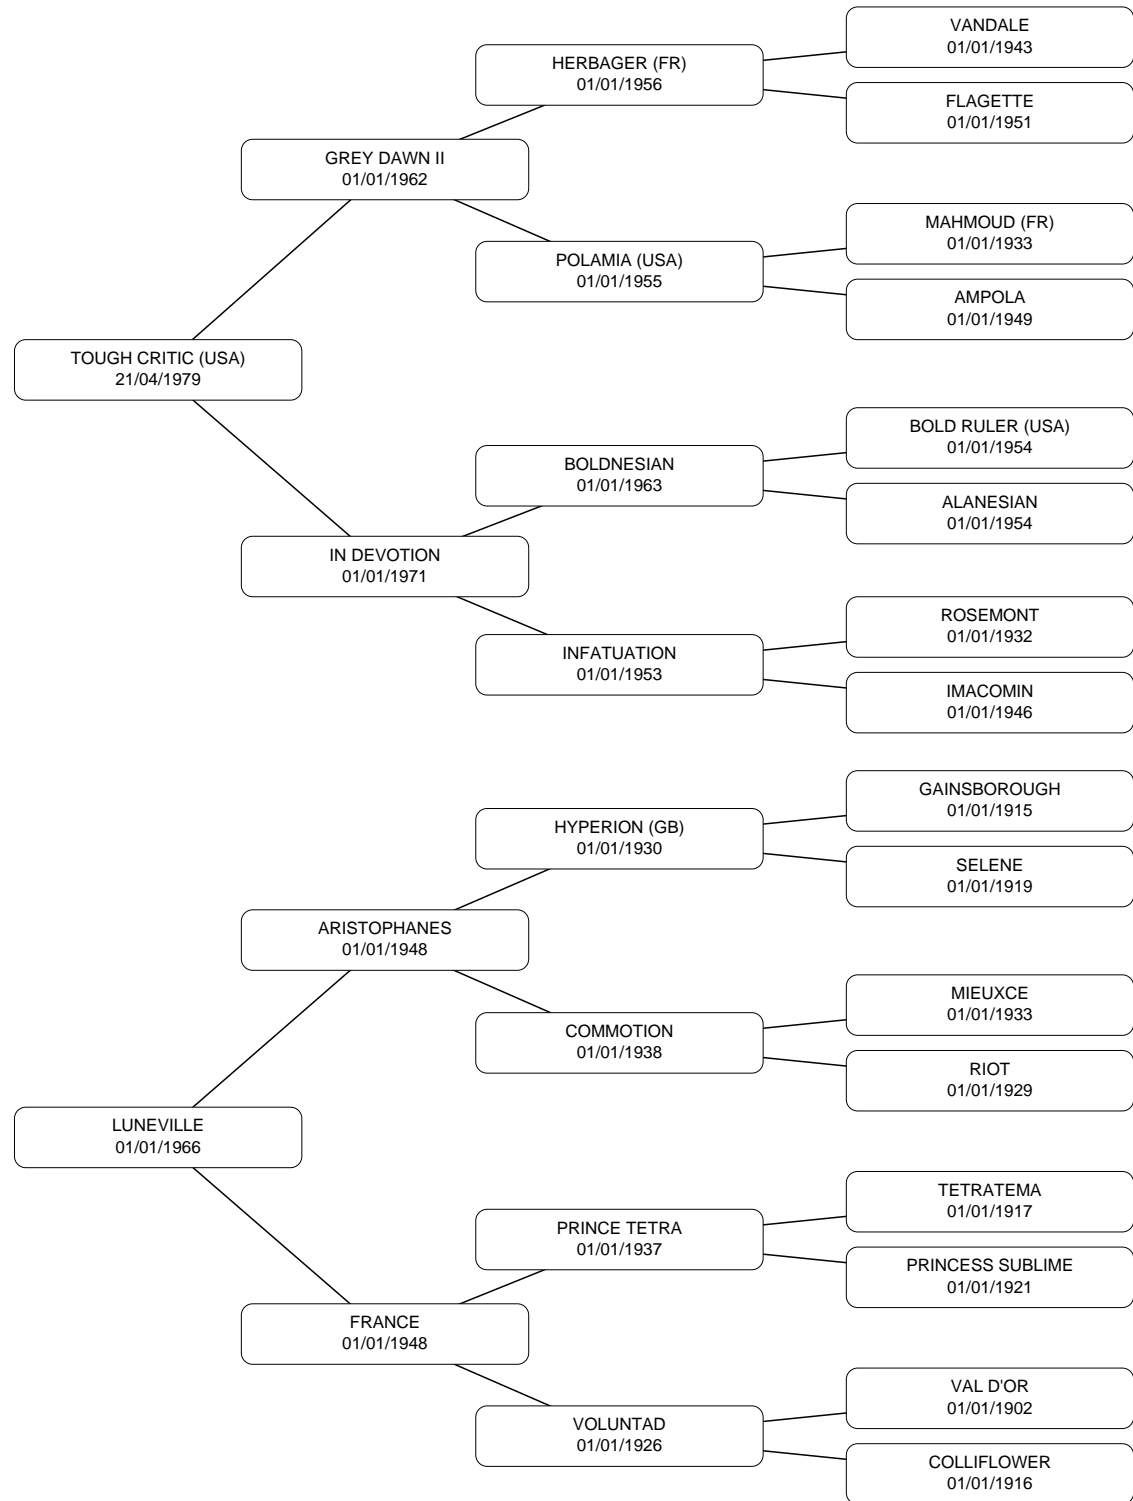 VANDALE
01/01/1943
HERBAGER (FR)
01/01/1956
FLAGETTE
01/01/1951
GREY DAWN II
01/01/1962
MAHMOUD (FR)
01/01/1933
POLAMIA (USA)
01/01/1955
AMPOLA
01/01/1949
TOUGH CRITIC (USA)
21/04/1979
BOLD RULER (USA)
01/01/1954
BOLDNESIAN
01/01/1963
ALANESIAN
01/01/1954
IN DEVOTION
01/01/1971
ROSEMONT
01/01/1932
INFATUATION
01/01/1953
IMACOMIN
01/01/1946
GAINSBOROUGH
01/01/1915
HYPERION (GB)
01/01/1930
SELENE
01/01/1919
ARISTOPHANES
01/01/1948
MIEUXCE
01/01/1933
COMMOTION
01/01/1938
RIOT
01/01/1929
LUNEVILLE
01/01/1966
TETRATEMA
01/01/1917
PRINCE TETRA
01/01/1937
PRINCESS SUBLIME
01/01/1921
FRANCE
01/01/1948
VAL D'OR
01/01/1902
VOLUNTAD
01/01/1926
COLLIFLOWER
01/01/1916